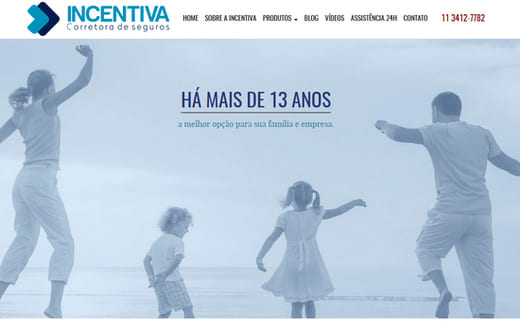 INCENTIVA
Corretora de seguros
HOME SOBRE A INCENTIVA PRODUTOS BLOG VÍDEOS ASSISTÊNCIA 24H CONTATO 11 3412-7782
HÁ MAIS DE 13 ANOS
a melhor opção para sua família e empresa.